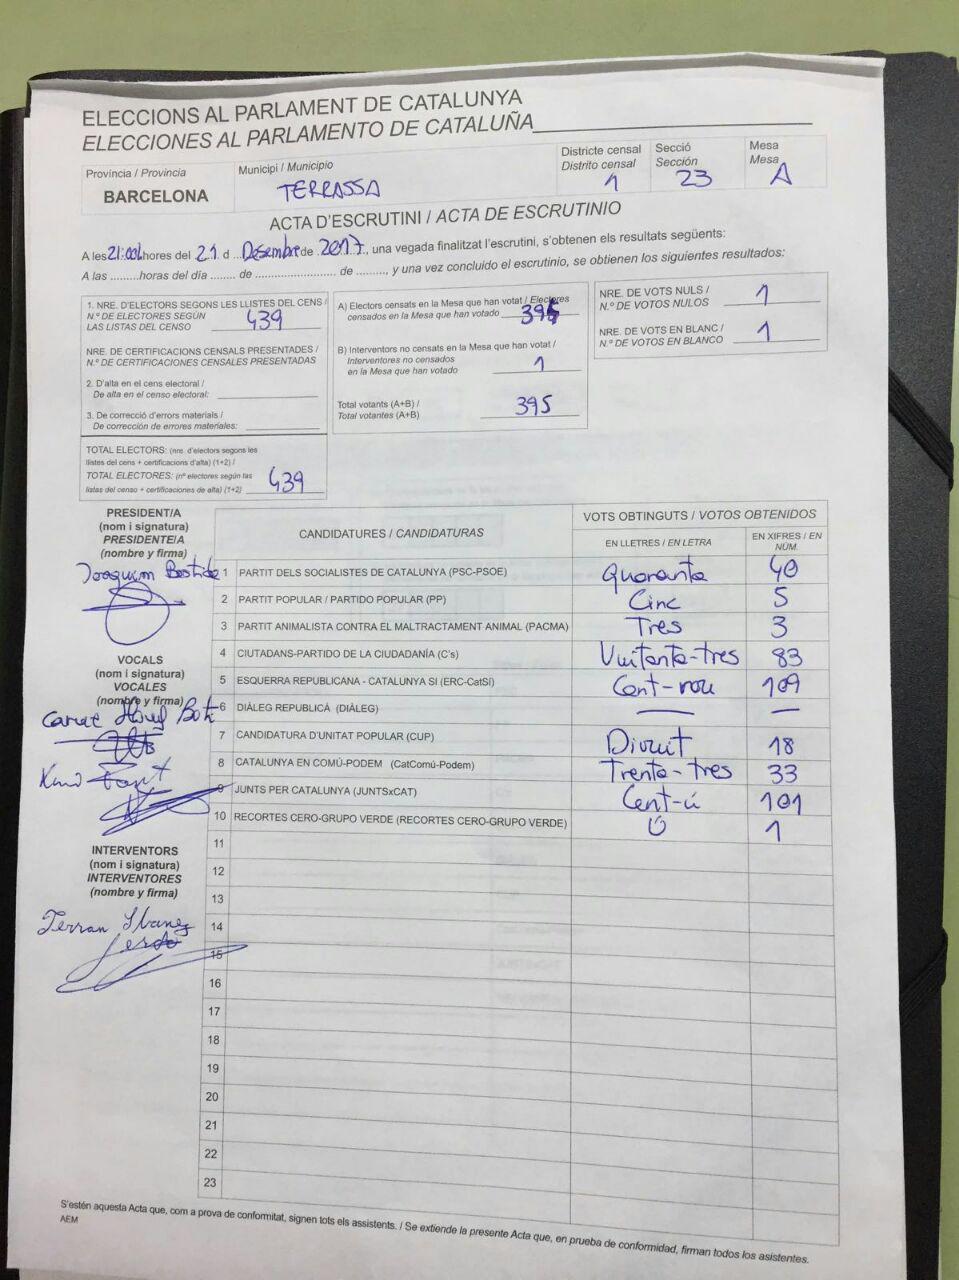 ELECCIONS AL PARLAMENT DE CATALUNYA
ELECCIONES AL PARLAMENTO DE CATALUÑA
Província / Provincia
BARCELONA
Municipi / Municipio
TERRASSA
Districte censal
Distrito censal
1
Secció
Sección
23
Mesa
Mesa
A
ACTA D'ESCRUTINI / ACTA DE ESCRUTINIO
A les 21:00 hores del 21 d Desembre de 2017, una vegada finalitzat l'escrutini, s'obtenen els resultats següents:
A las .........horas del día ....... de ...................... de ........, y una vez concluido el escrutinio, se obtienen los siguientes resultados:
1. NRE. D'ELECTORS SEGONS LES LLISTES DEL CENS /
N.º DE ELECTORES SEGÚN
LAS LISTAS DEL CENSO 439
NRE. DE CERTIFICACIONS CENSALS PRESENTADES /
N.º DE CERTIFICACIONES CENSALES PRESENTADAS
2. D'alta en el cens electoral /
De alta en el censo electoral:
3. De correcció d'errors materials /
De corrección de errores materiales:
TOTAL ELECTORS: (nre. d'electors segons les
llistes del cens + certificacions d'alta) (1+2) /
TOTAL ELECTORES: (nº electores según las
listas del censo + certificaciones de alta) (1+2) 439
A) Electors censats en la Mesa que han votat / Electores
censados en la Mesa que han votado
B) Interventors no censats en la Mesa que han votat /
Interventores no censados
en la Mesa que han votado 1
Total votants (A+B) /
Total votantes (A+B) 395
NRE. DE VOTS NULS /
N.º DE VOTOS NULOS 1
NRE. DE VOTS EN BLANC /
N.º DE VOTOS EN BLANCO 1
PRESIDENT/A
(nom i signatura)
PRESIDENTE/A
(nombre y firma)
Joaquim
VOCALS
(nom i signatura)
VOCALES
(nombre y firma)
INTERVENTORS
(nom i signatura)
INTERVENTORES
(nombre y firma)
Ferran Ibanez
CANDIDATURES / CANDIDATURAS
VOTS OBTINGUTS / VOTOS OBTENIDOS
EN LLETRES / EN LETRA
EN XIFRES / EN NÚM.
1 PARTIT DELS SOCIALISTES DE CATALUNYA (PSC-PSOE) Quaranta 40
2 PARTIT POPULAR / PARTIDO POPULAR (PP) Cinc 5
3 PARTIT ANIMALISTA CONTRA EL MALTRACTAMENT ANIMAL (PACMA) Tres 3
4 CIUTADANS-PARTIDO DE LA CIUDADANÍA (C's) Vuitanta-tres 83
5 ESQUERRA REPUBLICANA - CATALUNYA SÍ (ERC-CatSí) Cent-nou 109
6 DIÀLEG REPUBLICÀ (DIÀLEG) — —
7 CANDIDATURA D'UNITAT POPULAR (CUP) Divuit 18
8 CATALUNYA EN COMÚ-PODEM (CatComú-Podem) Trenta-tres 33
9 JUNTS PER CATALUNYA (JUNTSxCAT) Cent-ú 101
10 RECORTES CERO-GRUPO VERDE (RECORTES CERO-GRUPO VERDE) Ú 1
11
12
13
14
15
16
17
18
19
20
21
22
23
S'estén aquesta Acta que, com a prova de conformitat, signen tots els assistents. / Se extiende la presente Acta que, en prueba de conformidad, firman todos los asistentes.
AEM